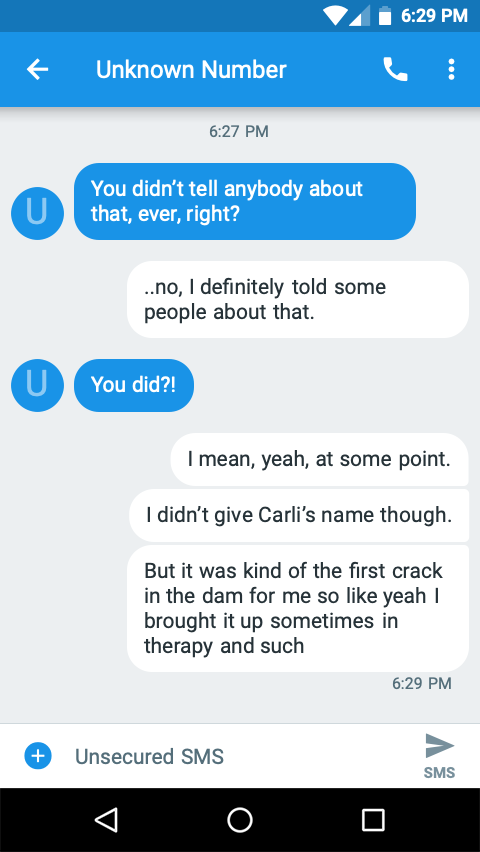 6:29 PM
Unknown Number
6:27 PM
U
You didn’t tell anybody about
that, ever, right?
..no, I definitely told some
people about that.
U
You did?!
I mean, yeah, at some point.
I didn’t give Carli’s name though.
But it was kind of the first crack
in the dam for me so like yeah I
brought it up sometimes in
therapy and such
6:29 PM
Unsecured SMS
SMS